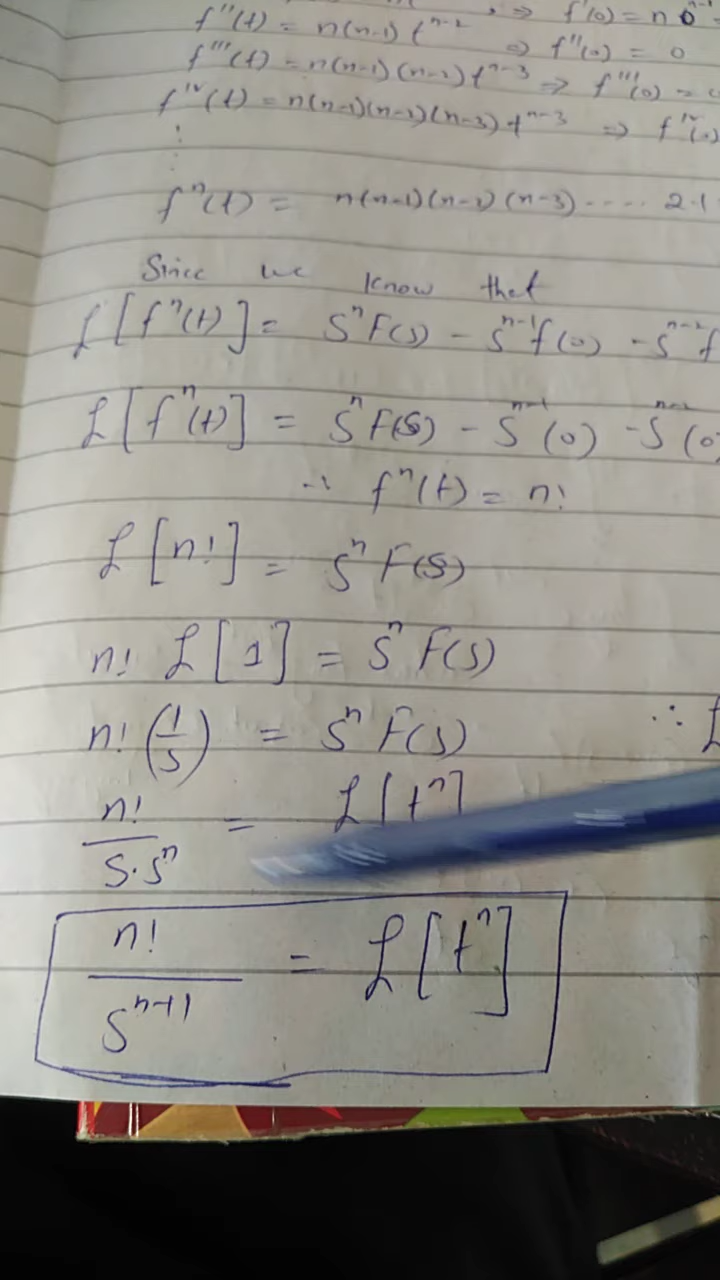 f''(t) = n(n-1) t^{n-2} ⇒ f''(0) = 0
f'''(t) = n(n-1)(n-2) t^{n-3} ⇒ f'''(0) =
f^{iv}(t) = n(n-1)(n-2)(n-3) t^{n-3} ⇒ f^{iv}(0)
f^n(t) = n(n-1)(n-2)(n-3) ..... 2.1
Since we know that
ℒ[f^n(t)] = S^n F(s) - S^{n-1} f(0) - S^{n-2} f
ℒ[f^n(t)] = S^n F(s) - S^{n-1}(0) - S^{n-2}(0)
∴ f^n(t) = n!
ℒ[n!] = S^n F(s)
n! ℒ[1] = S^n F(s)
n! (1/s) = S^n F(s) ∴ ℒ
n!/S.S^n = ℒ[t^n]
n!/S^{n+1} = ℒ[t^n]